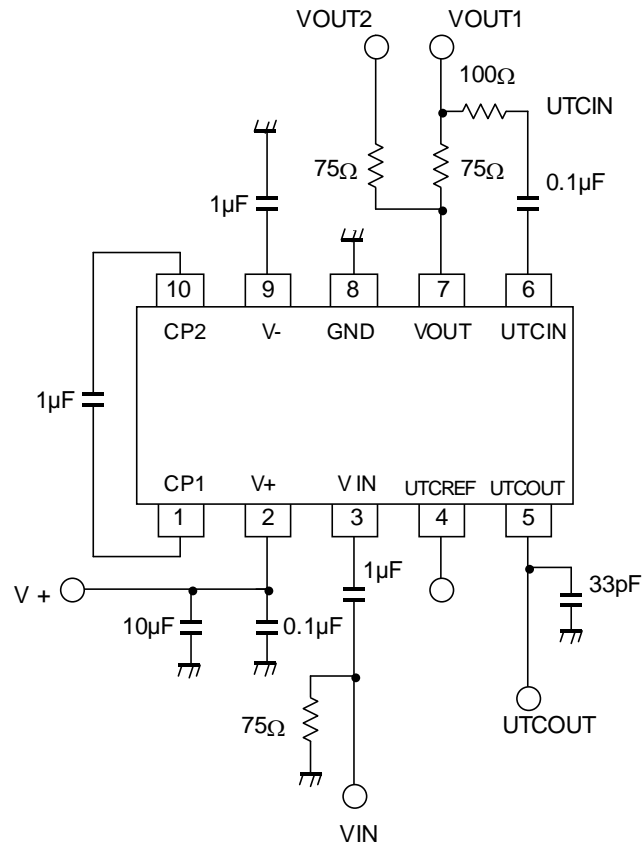 VOUT2 VOUT1
100Ω
UTCIN
75Ω 75Ω 0.1µF
1µF
10 9 8 7 6
CP2 V- GND VOUT UTCIN
1µF
CP1 V+ VIN UTCREF UTCOUT
1 2 3 4 5
1µF
V +
33pF
10µF 0.1µF
75Ω
UTCOUT
VIN